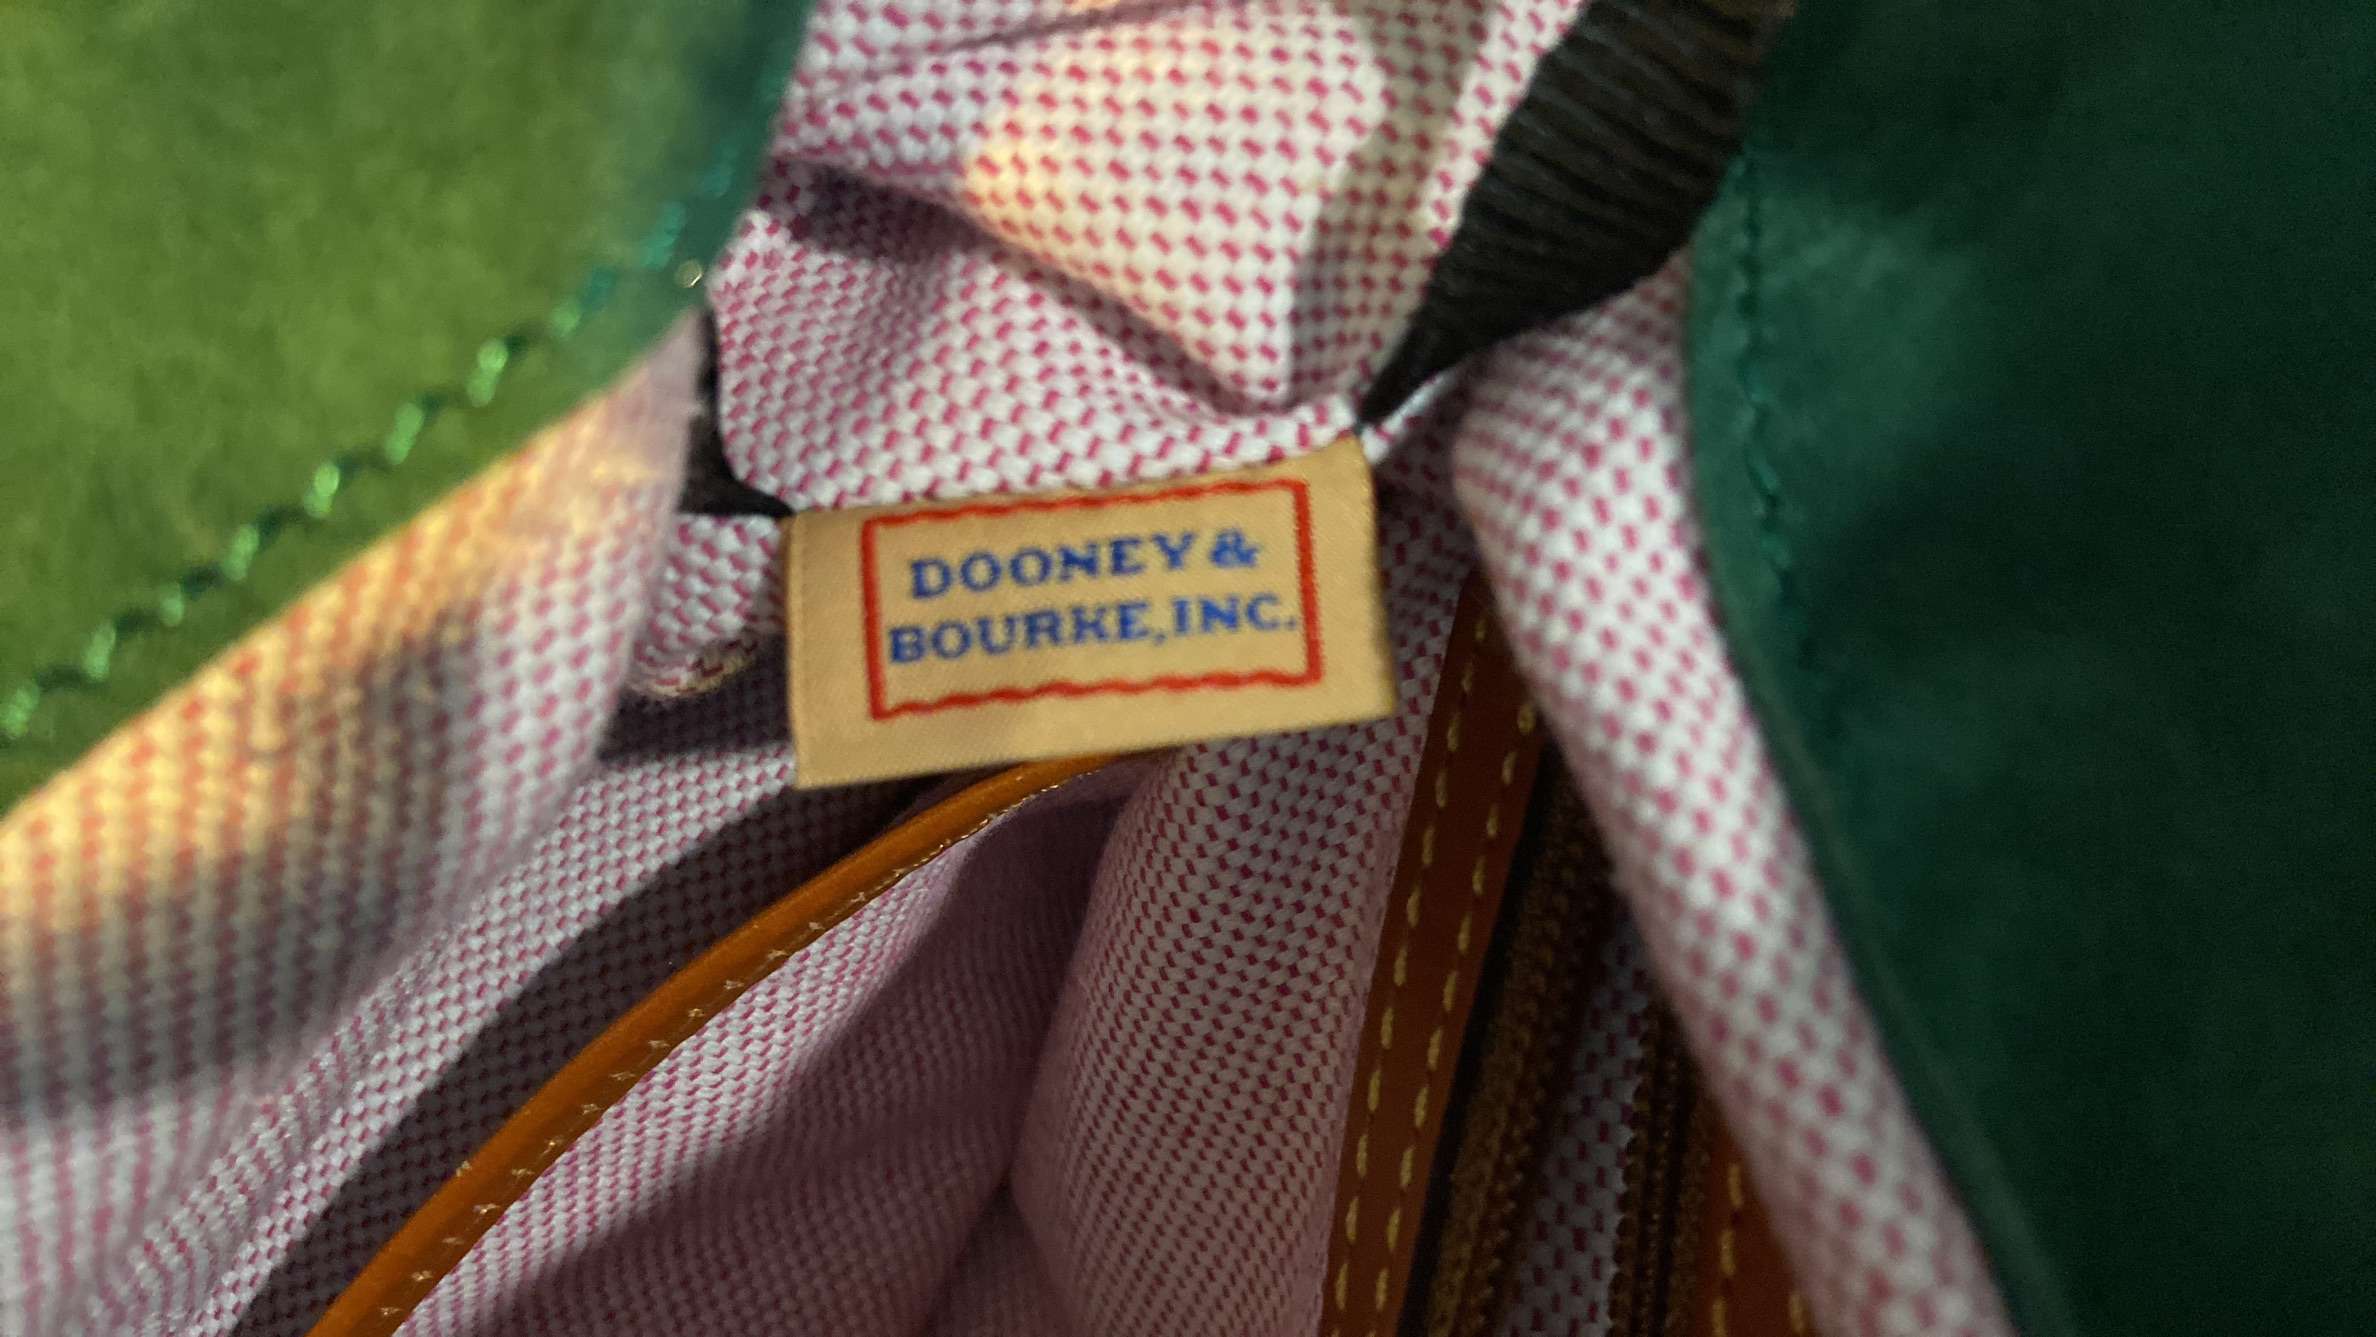 DOONEY &
BOURKE, INC.